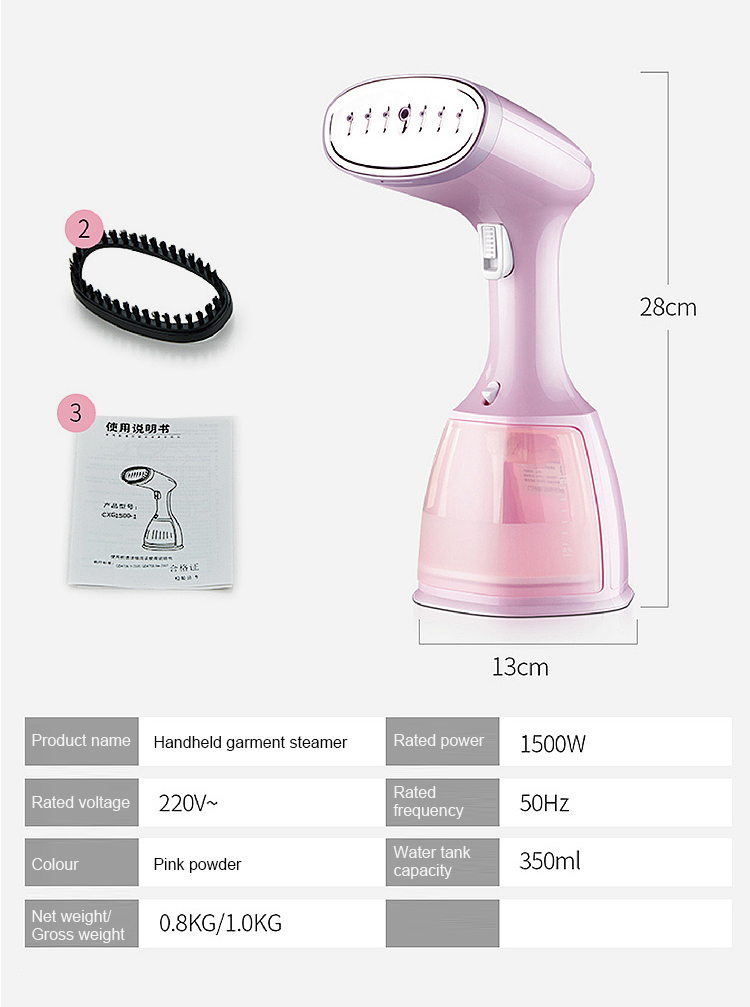 2
28cm
3
使用说明书
产品型号:
CXG1500-1
合格证
13cm
Product name
Handheld garment steamer
Rated power
1500W
Rated voltage
220V~
Rated
frequency
50Hz
Colour
Pink powder
Water tank
capacity
350ml
Net weight/
Gross weight
0.8KG/1.0KG